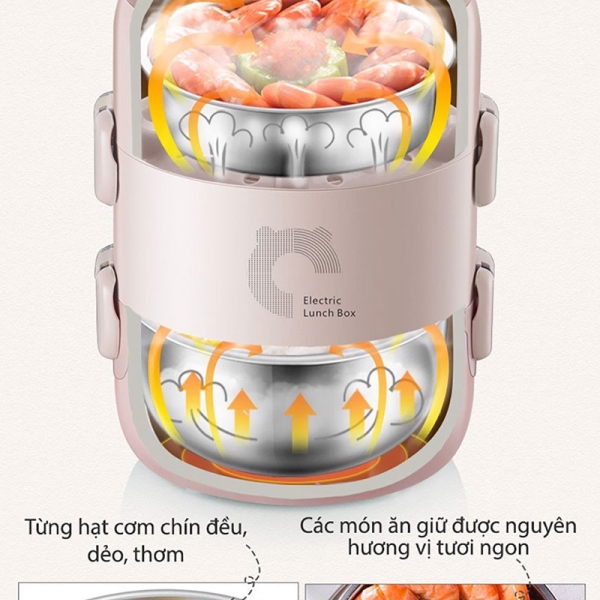 Electric
Lunch Box
Từng hạt cơm chín đều,
dẻo, thơm
Các món ăn giữ được nguyên
hương vị tươi ngon